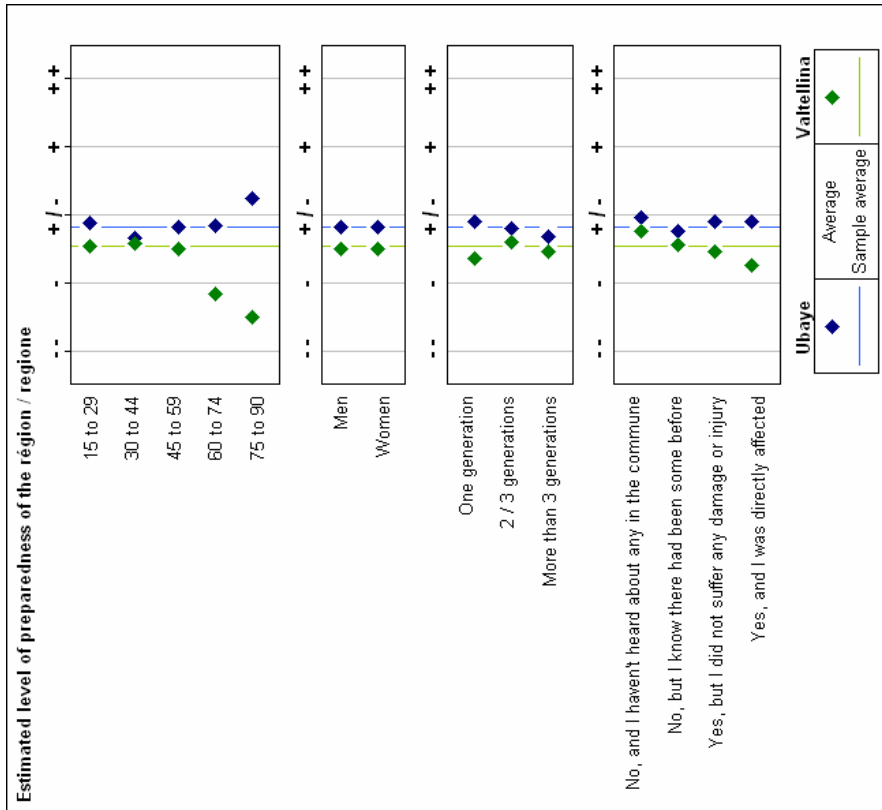 Estimated level of preparedness of the région / regione
- - - + / - + + +
15 to 29
30 to 44
45 to 59
60 to 74
75 to 90
- - - + / - + + +
Men
Women
- - - + / - + + +
One generation
2 / 3 generations
More than 3 generations
- - - + / - + + +
No, and I haven't heard about any in the commune
No, but I know there had been some before
Yes, but I did not suffer any damage or injury
Yes, and I was directly affected
Ubaye Valtellina
Average
Sample average